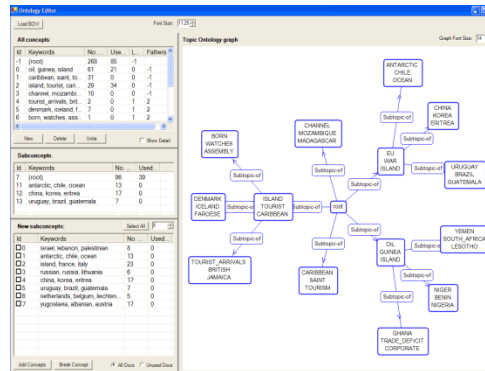 Ontology Editor
Load BOW
Font Size: 11.25
All concepts:
Id Keywords No. ... Use... L... Fathers
-1 (root) 268 85 -1
0 oil, guinea, island 61 21 0 -1
1 caribbean, saint, to... 31 0 0 -1
2 island, tourist, cari... 29 34 0 -1
3 channel, mozambi... 10 0 0 -1
4 tourist_arrivals, brit... 2 0 1 2
5 denmark, iceland, f... 7 0 1 2
6 born, watches, ass... 1 0 1 2
New Delete Undo Show Detail
Subconcepts:
Id Keywords No. ... Used...
7 (root) 98 39
11 antarctic, chile, ocean 13 0
12 china, korea, eritrea 17 0
13 uruguay, brazil, guatemala 7 0
New subconcepts:
Select All
Id Keywords No. ... Used...
0 israel, lebanon, palestinian 8 0
1 antarctic, chile, ocean 13 0
2 island, france, italy 23 0
3 russian, russia, lithuania 6 0
4 china, korea, eritrea 17 0
5 uruguay, brazil, guatemala 7 0
6 netherlands, belgium, liechten... 5 0
7 yugoslavia, albanian, austria 17 0
Add Concepts Break Concept All Docs Unused Docs
Topic Ontology graph
Graph Font Size: 14
ANTARCTIC
CHILE
OCEAN
Subtopic-of
CHINA
KOREA
ERITREA
Subtopic-of
CHANNEL
MOZAMBIQUE
MADAGASCAR
BORN
WATCHES
ASSEMBLY
EU
WAR
ISLAND
Subtopic-of
URUGUAY
BRAZIL
GUATEMALA
Subtopic-of
Subtopic-of
Subtopic-of
DENMARK
ICELAND
FAROESE
Subtopic-of
ISLAND
TOURIST
CARIBBEAN
Subtopic-of
root
Subtopic-of
Subtopic-of
Subtopic-of
YEMEN
SOUTH_AFRICA
LESOTHO
OIL
GUINEA
ISLAND
Subtopic-of
TOURIST_ARRIVALS
BRITISH
JAMAICA
CARIBBEAN
SAINT
TOURISM
Subtopic-of
Subtopic-of
NIGER
BENIN
NIGERIA
GHANA
TRADE_DEFICIT
CORPORATE